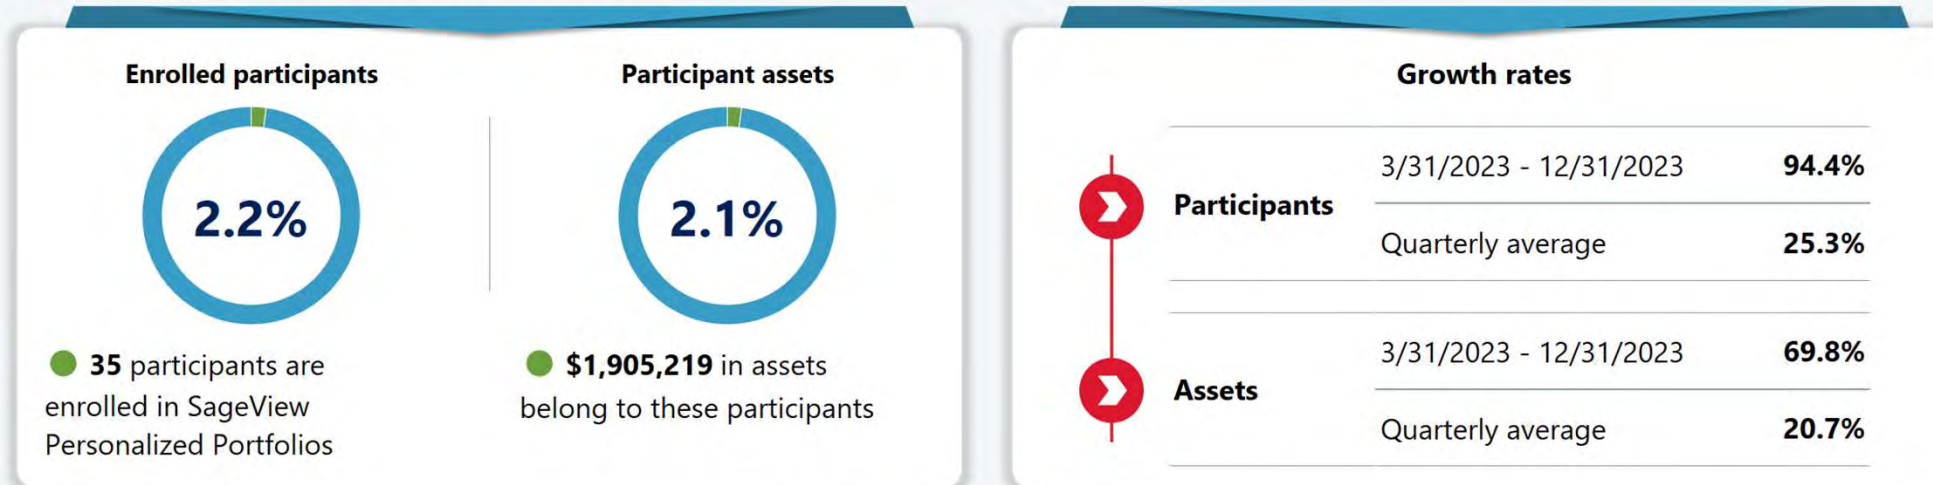 Enrolled participants
2.2%
35 participants are
enrolled in SageView
Personalized Portfolios
Participant assets
2.1%
$1,905,219 in assets
belong to these participants
Growth rates
Participants
3/31/2023 - 12/31/2023 94.4%
Quarterly average 25.3%
Assets
3/31/2023 - 12/31/2023 69.8%
Quarterly average 20.7%